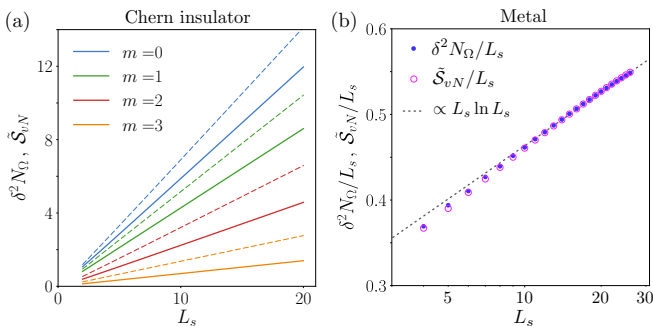 (a)
Chern insulator
δ²N_Ω , S̃_vN
12
8
4
0
m =0
m =1
m =2
m =3
0
10
20
L_s
(b)
Metal
δ²N_Ω/L_s , S̃_vN/L_s
0.6
0.5
0.4
0.3
δ²N_Ω/L_s
S̃_vN/L_s
∝ L_s ln L_s
5
10
20
30
L_s